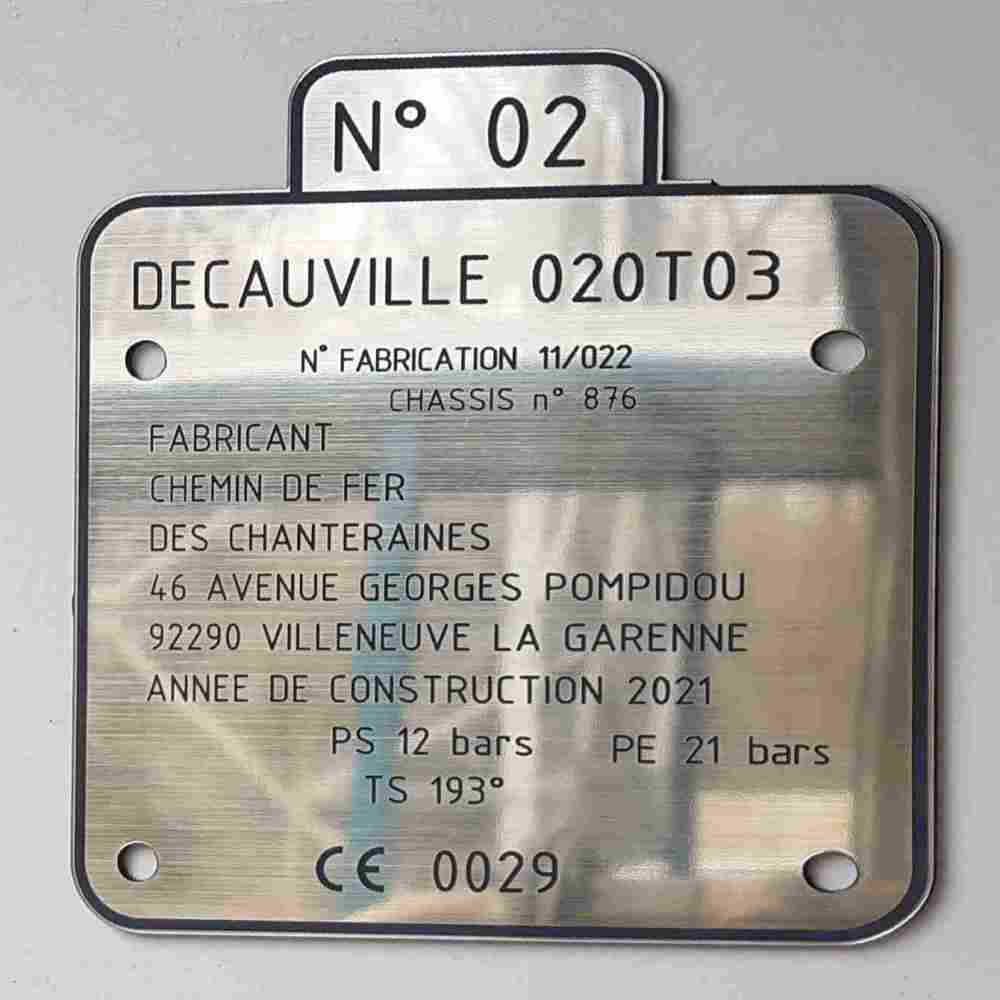 N° 02
DECAUVILLE 020T03
N° FABRICATION 11/022
CHASSIS n° 876
FABRICANT
CHEMIN DE FER
DES CHANTERAINES
46 AVENUE GEORGES POMPIDOU
92290 VILLENEUVE LA GARENNE
ANNEE DE CONSTRUCTION 2021
PS 12 bars PE 21 bars
TS 193°
CE 0029